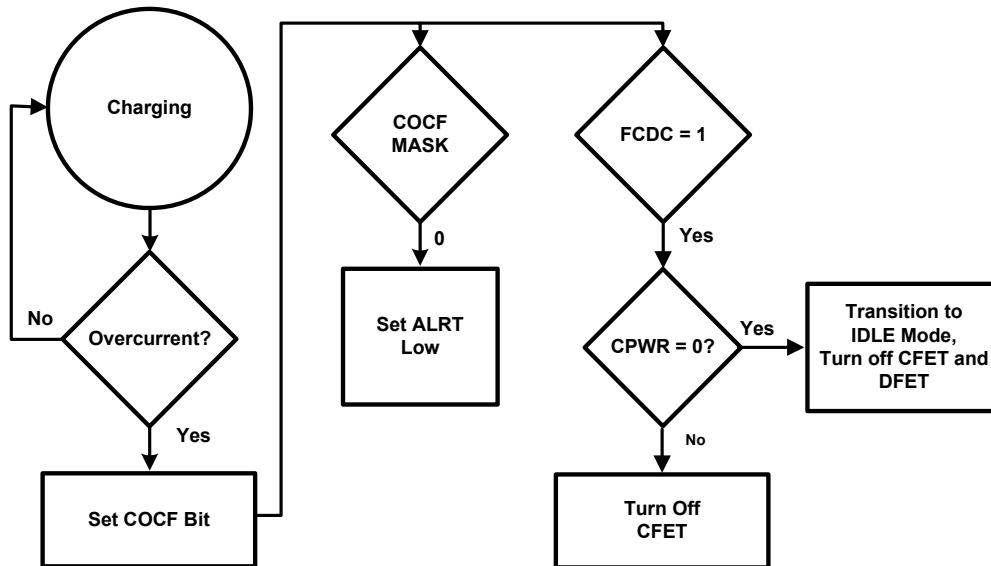 Charging
Overcurrent?
No
Yes
Set COCF Bit
COCF
MASK
0
Set ALRT
Low
FCDC = 1
Yes
CPWR = 0?
Yes
Transition to
IDLE Mode,
Turn off CFET and
DFET
No
Turn Off
CFET